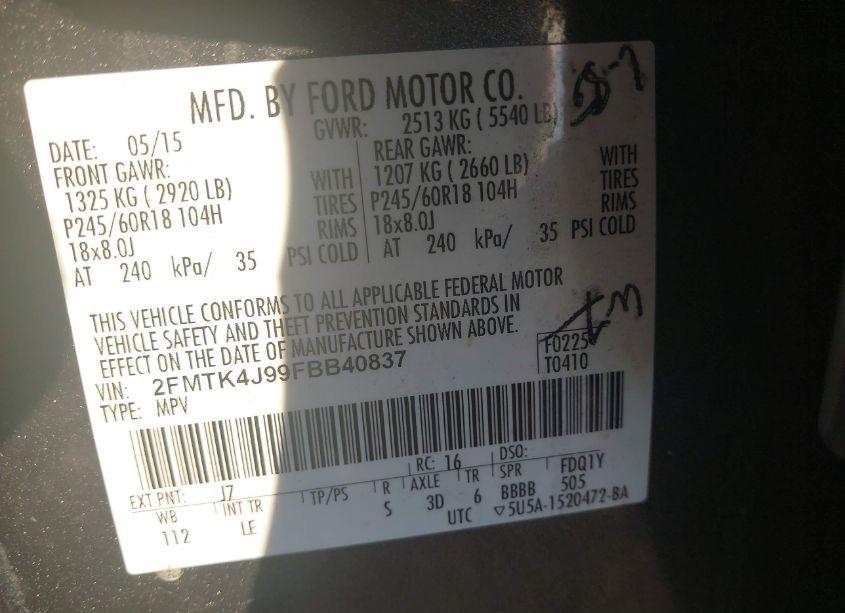 MFD. BY FORD MOTOR CO.
DATE: 05/15 GVWR: 2513 KG ( 5540 LB)
FRONT GAWR: REAR GAWR:
1325 KG ( 2920 LB) WITH 1207 KG ( 2660 LB) WITH
P245/60R18 104H TIRES P245/60R18 104H TIRES
18x8.0J RIMS 18x8.0J RIMS
AT 240 kPa/ 35 PSI COLD AT 240 kPa/ 35 PSI COLD
THIS VEHICLE CONFORMS TO ALL APPLICABLE FEDERAL MOTOR
VEHICLE SAFETY AND THEFT PREVENTION STANDARDS IN
EFFECT ON THE DATE OF MANUFACTURE SHOWN ABOVE.
VIN: 2FMTK4J99FBB40837
TYPE: MPV
F0225
T0410
EXT PNT: J7 RC: 16 DSO: FDQTY
WB INT TR TP/PS R AXLE TR SPR 505
112 LE S 3D 6 BBBB
UTC ▽5U5A-1520472-BA